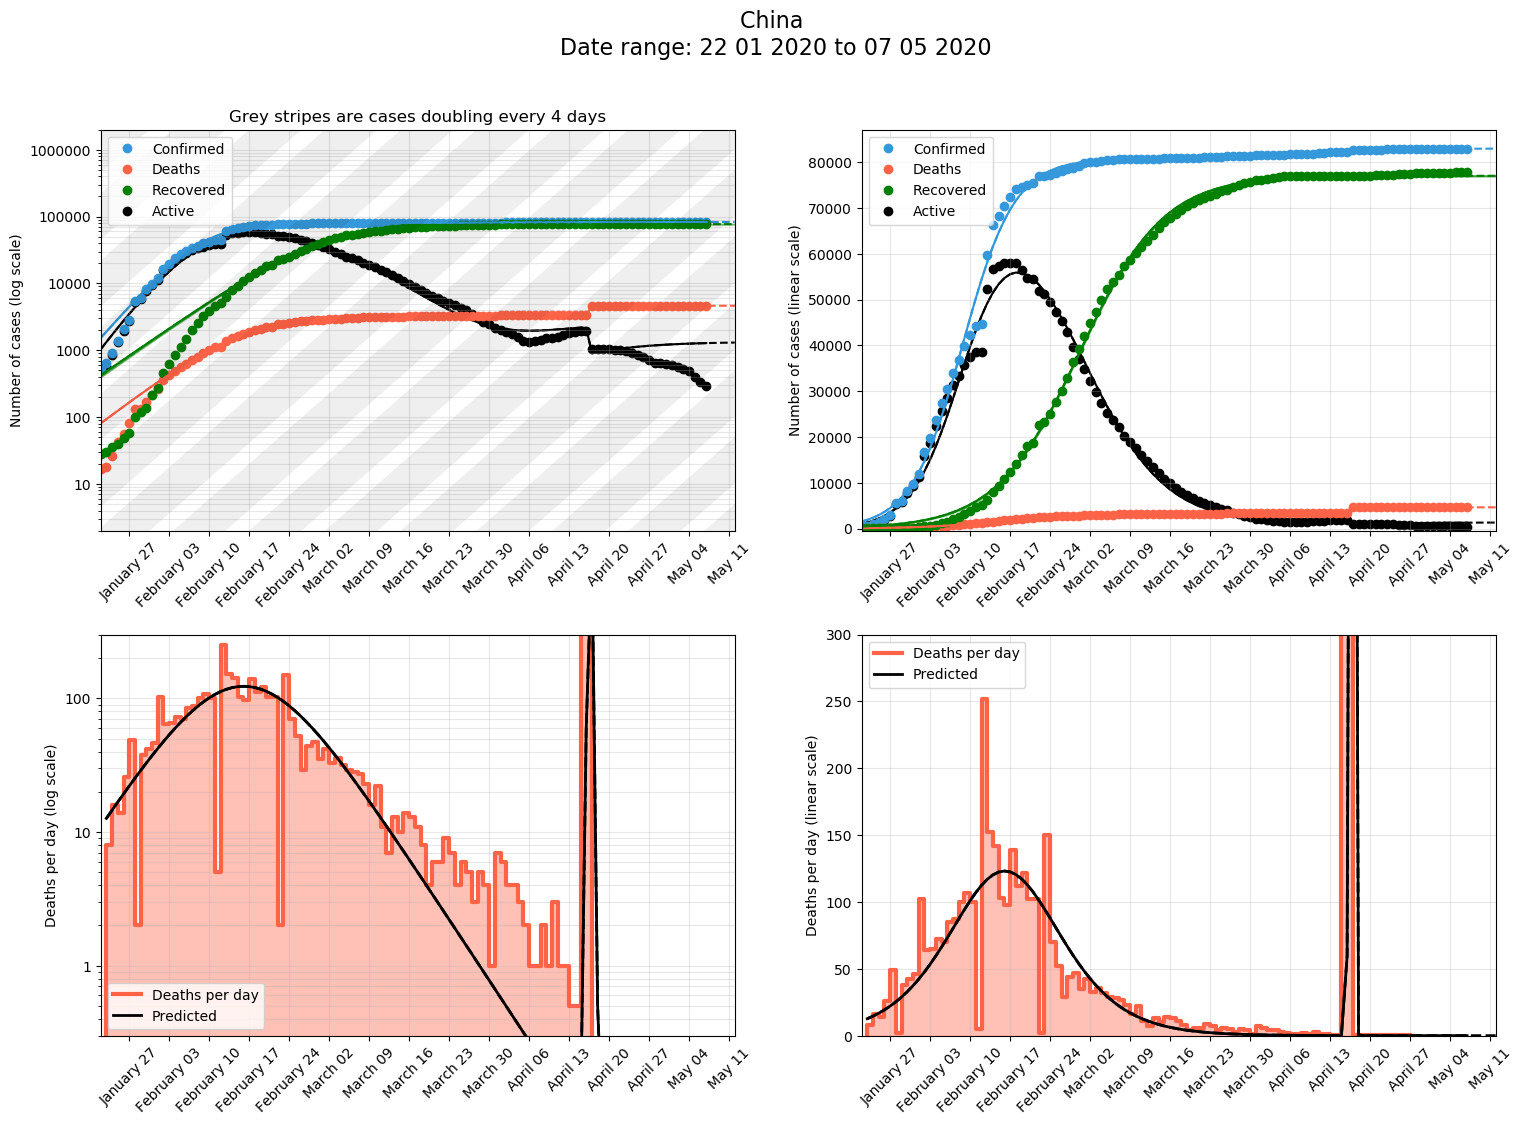 China
Date range: 22 01 2020 to 07 05 2020
Grey stripes are cases doubling every 4 days
Number of cases (log scale)
1000000
100000
10000
1000
100
10
Confirmed
Deaths
Recovered
Active
January 27
February 03
February 10
February 17
February 24
March 02
March 09
March 16
March 23
March 30
April 06
April 13
April 20
April 27
May 04
May 11
Number of cases (linear scale)
80000
70000
60000
50000
40000
30000
20000
10000
0
Confirmed
Deaths
Recovered
Active
January 27
February 03
February 10
February 17
February 24
March 02
March 09
March 16
March 23
March 30
April 06
April 13
April 20
April 27
May 04
May 11
Deaths per day (log scale)
100
10
1
Deaths per day
Predicted
January 27
February 03
February 10
February 17
February 24
March 02
March 09
March 16
March 23
March 30
April 06
April 13
April 20
April 27
May 04
May 11
Deaths per day (linear scale)
300
250
200
150
100
50
0
Deaths per day
Predicted
January 27
February 03
February 10
February 17
February 24
March 02
March 09
March 16
March 23
March 30
April 06
April 13
April 20
April 27
May 04
May 11